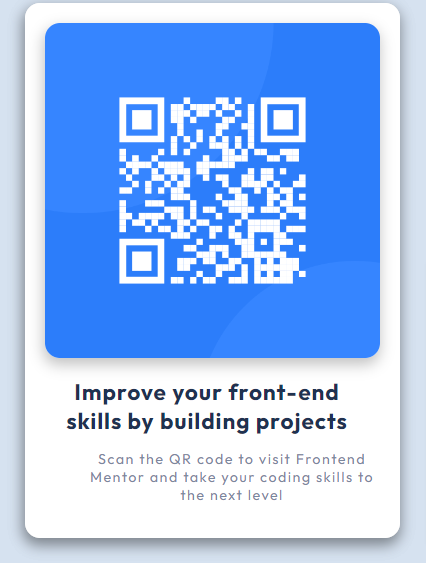 Improve your front-end
skills by building projects
Scan the QR code to visit Frontend
Mentor and take your coding skills to
the next level